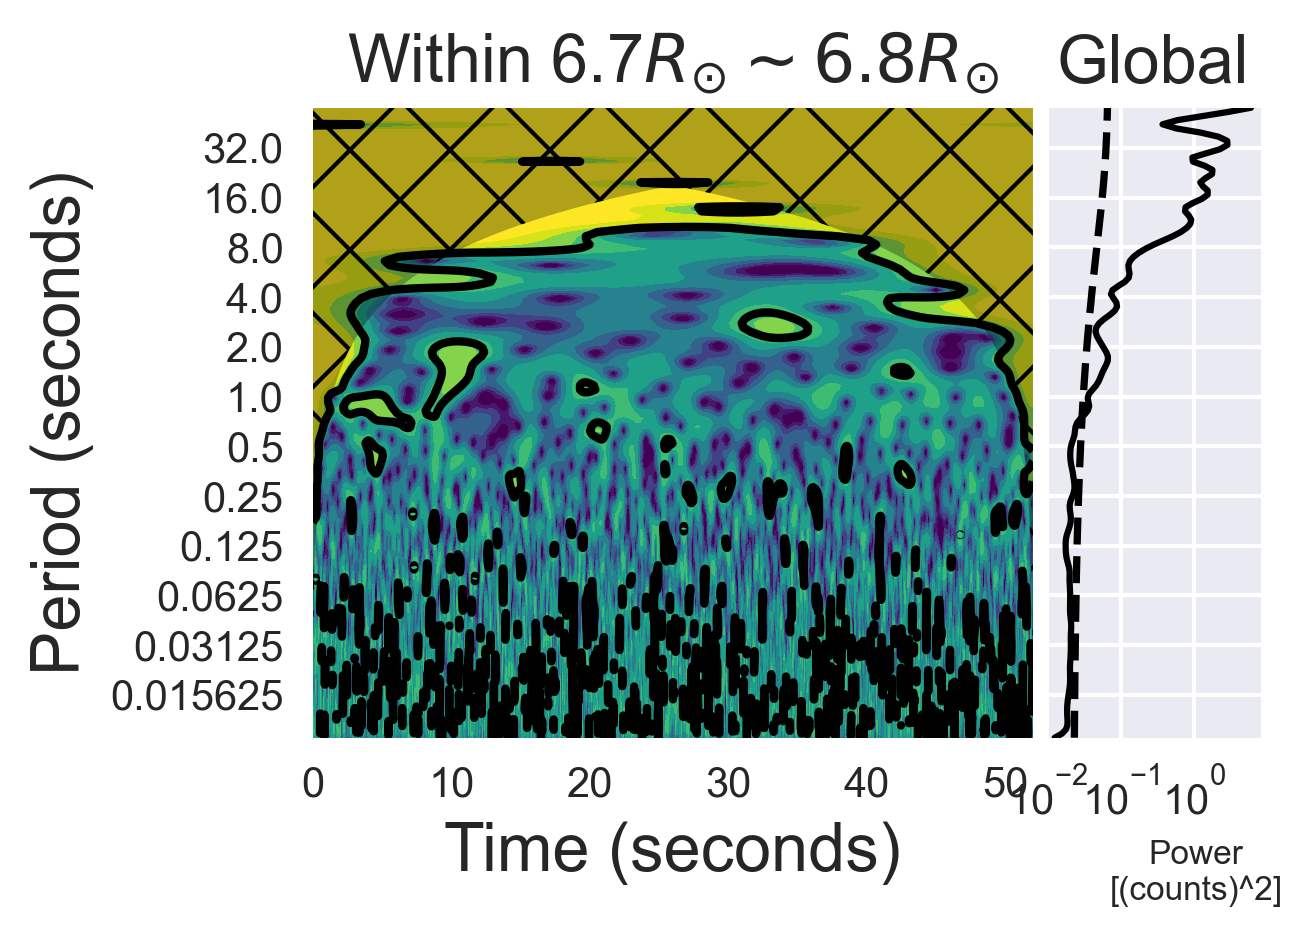 Within 6.7R⊙ ∼ 6.8R⊙
Global
Period (seconds)
32.0
16.0
8.0
4.0
2.0
1.0
0.5
0.25
0.125
0.0625
0.03125
0.015625
0 10 20 30 40 50
10⁻² 10⁻¹ 10⁰
Time (seconds)
Power
[(counts)^2]